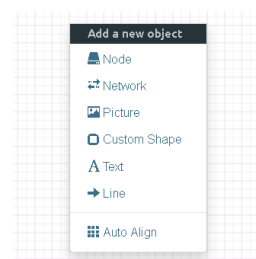 Add a new object
Node
Network
Picture
Custom Shape
Text
Line
Auto Align